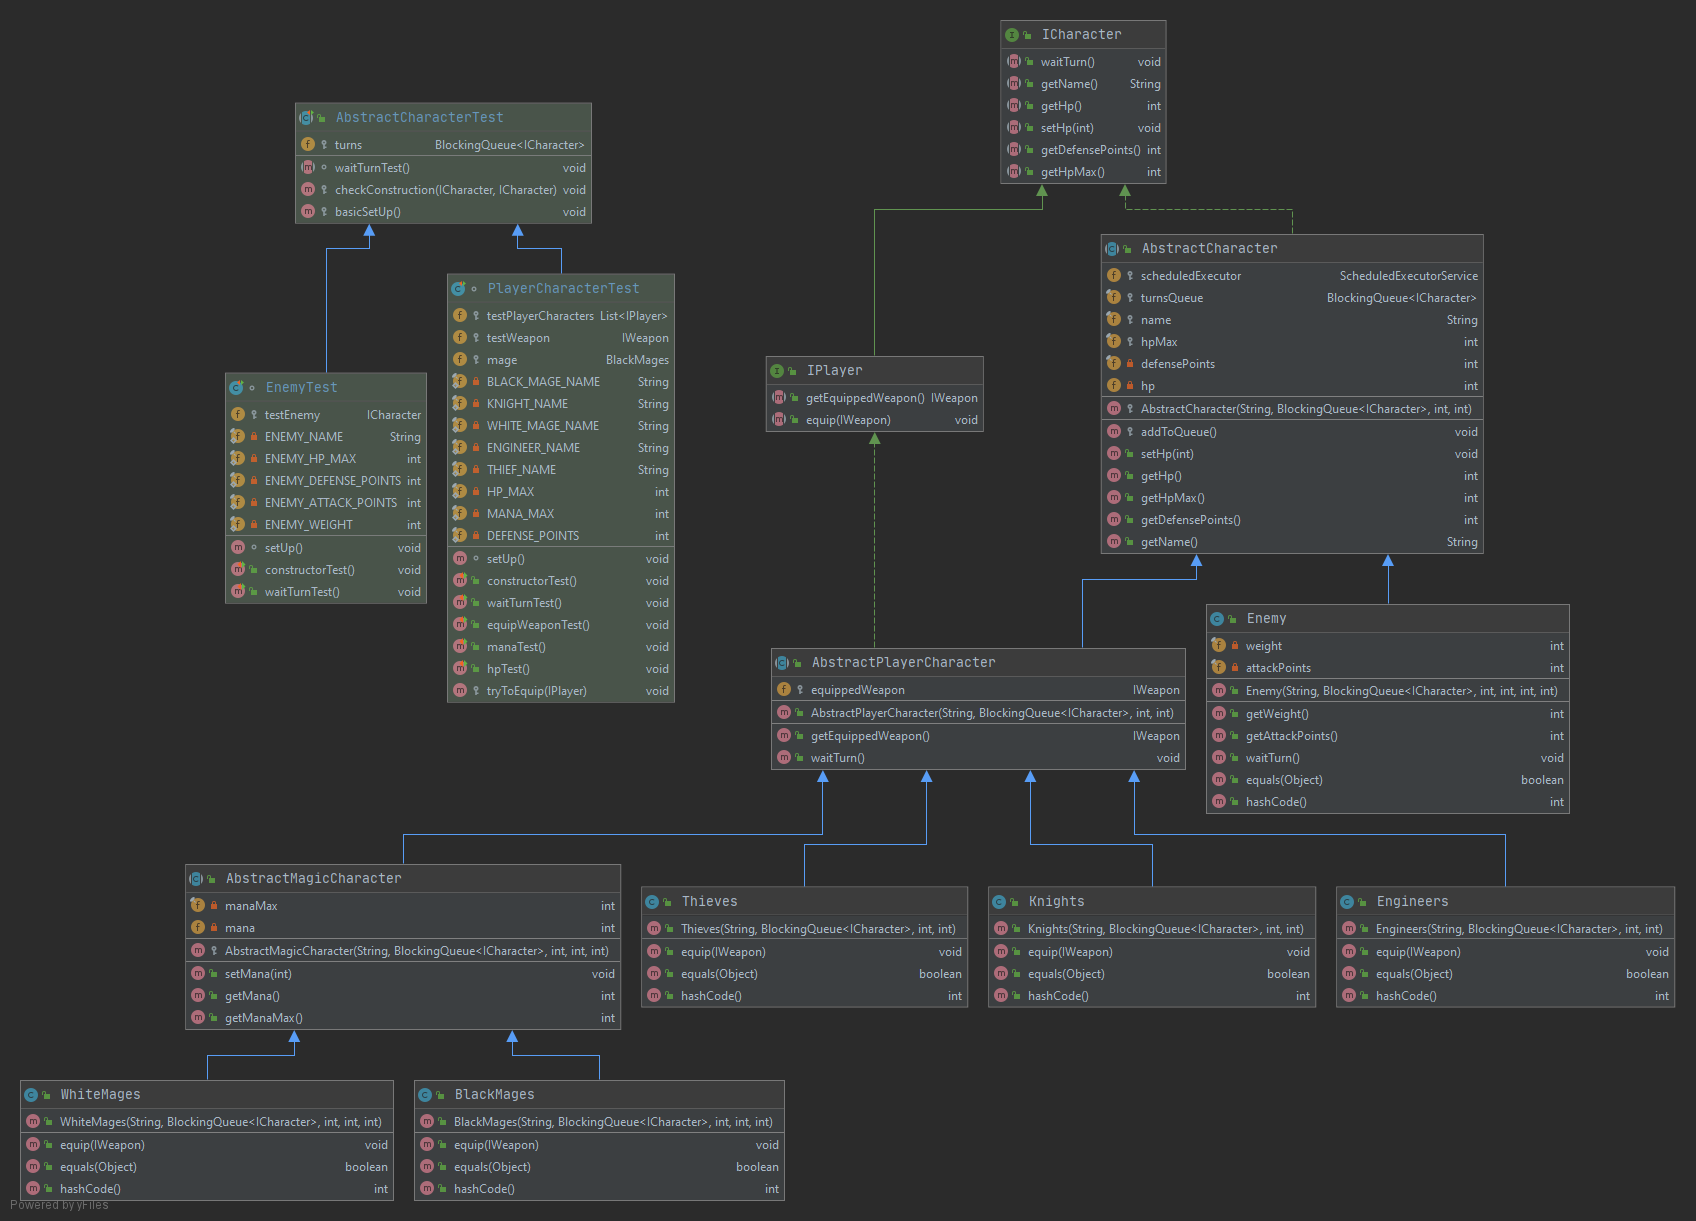 ICharacter
waitTurn() void
getName() String
getHp() int
setHp(int) void
getDefensePoints() int
getHpMax() int
AbstractCharacterTest
turns BlockingQueue<ICharacter>
waitTurnTest() void
checkConstruction(ICharacter, ICharacter) void
basicSetUp() void
AbstractCharacter
scheduledExecutor ScheduledExecutorService
turnsQueue BlockingQueue<ICharacter>
name String
hpMax int
defensePoints int
hp int
AbstractCharacter(String, BlockingQueue<ICharacter>, int, int)
addToQueue() void
setHp(int) void
getHp() int
getHpMax() int
getDefensePoints() int
getName() String
PlayerCharacterTest
testPlayerCharacters List<IPlayer>
testWeapon IWeapon
mage BlackMages
BLACK_MAGE_NAME String
KNIGHT_NAME String
WHITE_MAGE_NAME String
ENGINEER_NAME String
THIEF_NAME String
HP_MAX int
MANA_MAX int
DEFENSE_POINTS int
setUp() void
constructorTest() void
waitTurnTest() void
equipWeaponTest() void
manaTest() void
hpTest() void
tryToEquip(IPlayer) void
IPlayer
getEquippedWeapon() IWeapon
equip(IWeapon) void
EnemyTest
testEnemy ICharacter
ENEMY_NAME String
ENEMY_HP_MAX int
ENEMY_DEFENSE_POINTS int
ENEMY_ATTACK_POINTS int
ENEMY_WEIGHT int
setUp() void
constructorTest() void
waitTurnTest() void
Enemy
weight int
attackPoints int
Enemy(String, BlockingQueue<ICharacter>, int, int, int, int)
getWeight() int
getAttackPoints() int
waitTurn() void
equals(Object) boolean
hashCode() int
AbstractPlayerCharacter
equippedWeapon IWeapon
AbstractPlayerCharacter(String, BlockingQueue<ICharacter>, int, int)
getEquippedWeapon() IWeapon
waitTurn() void
AbstractMagicCharacter
manaMax int
mana int
AbstractMagicCharacter(String, BlockingQueue<ICharacter>, int, int, int)
setMana(int) void
getMana() int
getManaMax() int
Thieves
Thieves(String, BlockingQueue<ICharacter>, int, int)
equip(IWeapon) void
equals(Object) boolean
hashCode() int
Knights
Knights(String, BlockingQueue<ICharacter>, int, int)
equip(IWeapon) void
equals(Object) boolean
hashCode() int
Engineers
Engineers(String, BlockingQueue<ICharacter>, int, int)
equip(IWeapon) void
equals(Object) boolean
hashCode() int
WhiteMages
WhiteMages(String, BlockingQueue<ICharacter>, int, int, int)
equip(IWeapon) void
equals(Object) boolean
hashCode() int
BlackMages
BlackMages(String, BlockingQueue<ICharacter>, int, int, int)
equip(IWeapon) void
equals(Object) boolean
hashCode() int
Powered by yFiles